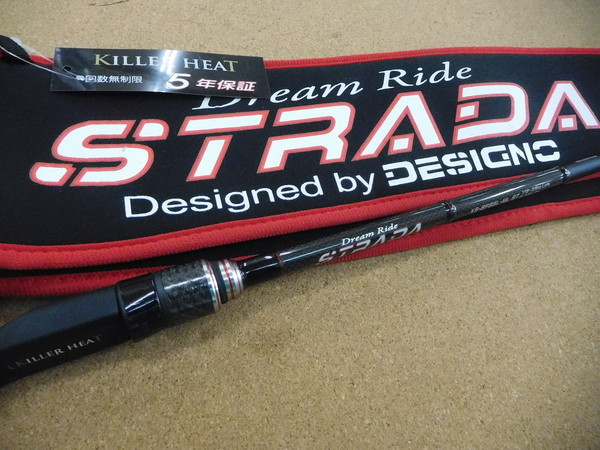 KILLER HEAT
回数無制限 5年保証
Dream Ride
STRADA
Designed by DESIGNO
Dream Ride
STRADA
KILLER HEAT